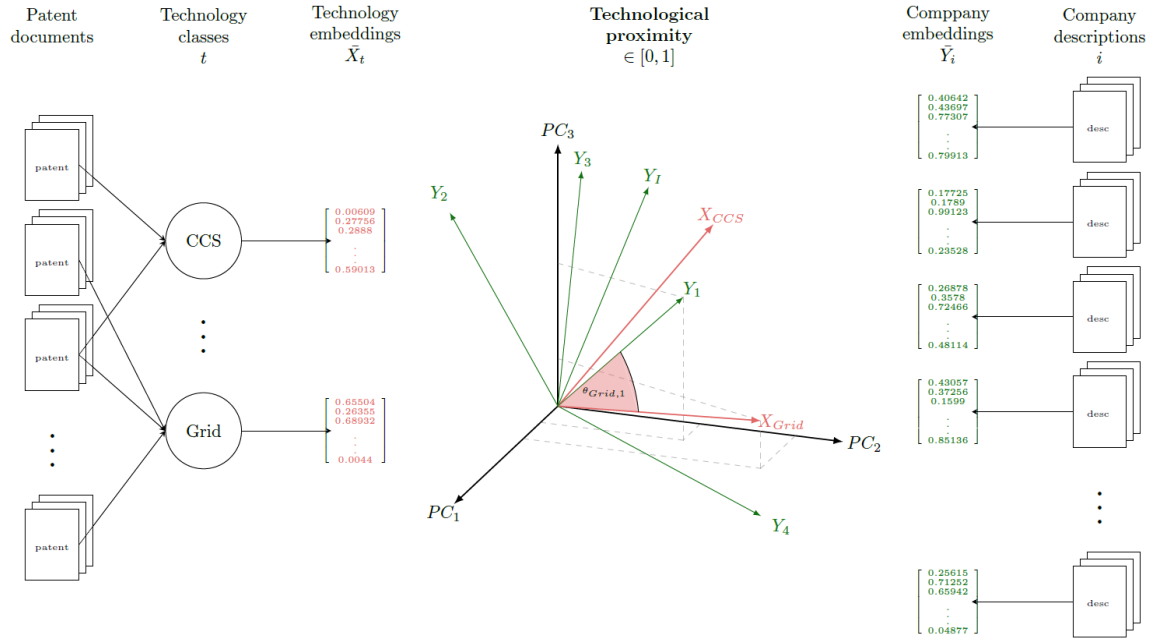 Patent
documents
Technology
classes
t
Technology
embeddings
X̄_t
Technological
proximity
∈ [0, 1]
Comppany
embeddings
Ȳ_i
Company
descriptions
i
patent
patent
patent
patent
CCS
Grid
0.00609
0.27756
0.2888
0.59013
0.65504
0.26355
0.68932
0.0044
PC_3
Y_3
Y_I
Y_2
X_CCS
Y_1
θ_Grid,1
X_Grid
PC_2
PC_1
Y_4
0.40642
0.43697
0.77307
0.79913
desc
0.17725
0.1789
0.99123
0.23528
desc
0.26878
0.3578
0.72466
0.48114
desc
0.43057
0.37256
0.1599
0.85136
desc
0.25615
0.71252
0.65942
0.04877
desc